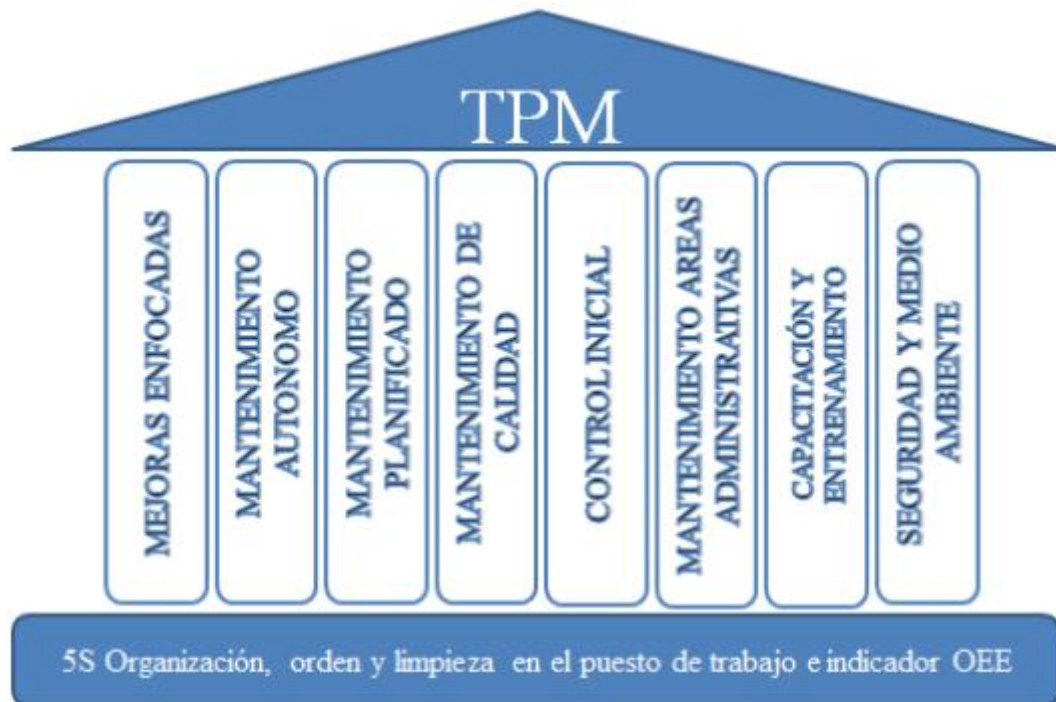 TPM
MEJORAS ENFOCADAS
MANTENIMIENTO
AUTONOMO
MANTENIMIENTO
PLANIFICADO
MANTENIMIENTO DE
CALIDAD
CONTROL INICIAL
MANTENIMIENTO AREAS
ADMINISTRATIVAS
CAPACITACIÓN Y
ENTRENAMIENTO
SEGURIDAD Y MEDIO
AMBIENTE
5S Organización, orden y limpieza en el puesto de trabajo e indicador OEE